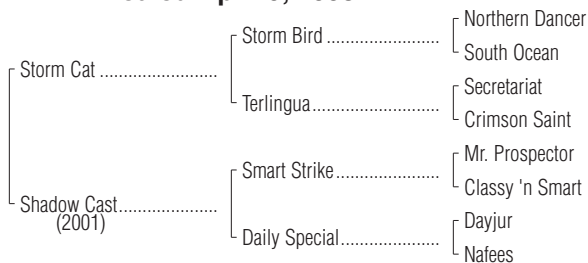 Northern Dancer
Storm Bird
South Ocean
Storm Cat
Secretariat
Terlingua
Crimson Saint
Mr. Prospector
Smart Strike
Classy 'n Smart
Shadow Cast
(2001)
Dayjur
Daily Special
Nafees